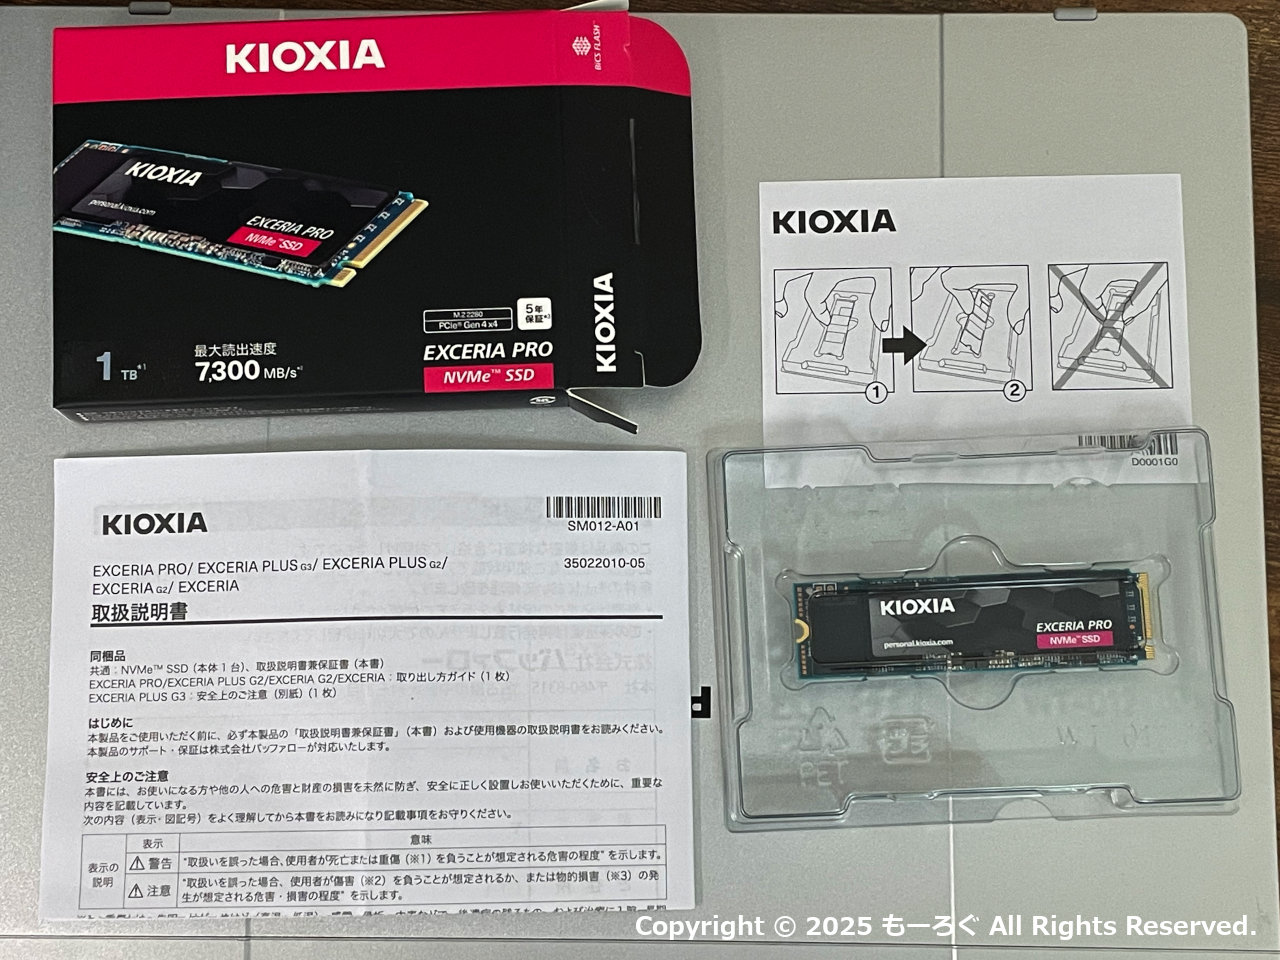 KIOXIA
BiCS FLASH
KIOXIA
personal.kioxia.com
EXCERIA PRO
NVMe™ SSD
M.2 2280
PCIe® Gen 4 x4
5年
保証*3
1 TB*1
最大読出速度
7,300 MB/s*2
EXCERIA PRO
NVMe™ SSD
KIOXIA
KIOXIA
1
2
D0001G0
KIOXIA
SM012-A01
EXCERIA PRO/ EXCERIA PLUS G3/ EXCERIA PLUS G2/
35022010-05
EXCERIA G2/ EXCERIA
取扱説明書
同梱品
共通：NVMe™ SSD（本体 1 台）、取扱説明書兼保証書（本書）
EXCERIA PRO/EXCERIA PLUS G2/EXCERIA G2/EXCERIA：取り出し方ガイド（1 枚）
EXCERIA PLUS G3：安全上のご注意（別紙）（1 枚）
はじめに
本製品をご使用いただく前に、必ず本製品の「取扱説明書兼保証書」（本書）および使用機器の取扱説明書をお読みください。
本製品のサポート・保証は株式会社バッファローが対応いたします。
安全上のご注意
本書には、お使いになる方や他の人への危害と財産の損害を未然に防ぎ、安全に正しく設置しお使いいただくために、重要な
内容を記載しています。
次の内容（表示・図記号）をよく理解してから本書をお読みになり記載事項をお守りください。
表示 意味
表示の
説明
警告 "取扱いを誤った場合、使用者が死亡または重傷（※1）を負うことが想定される危害の程度" を示します。
注意 "取扱いを誤った場合、使用者が傷害（※2）を負うことが想定されるか、または物的損害（※3）の発
生が想定される危害・損害の程度" を示します。
KIOXIA
personal.kioxia.com
EXCERIA PRO
NVMe™ SSD
Copyright © 2025 もーろぐ All Rights Reserved.